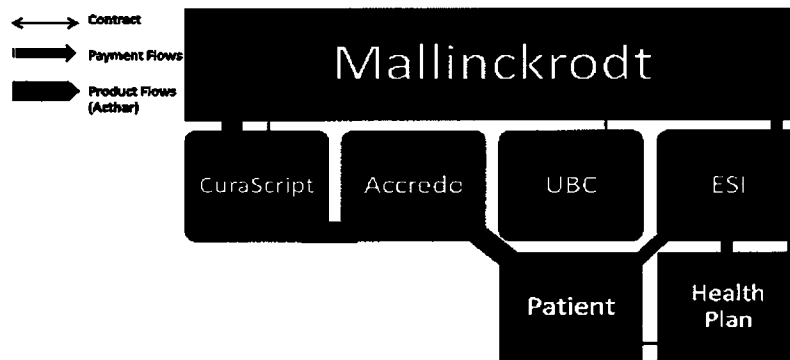 Contract
Payment Flows
Product Flows
(Acthar)
Mallinckrodt
CuraScript
Accredo
UBC
ESI
Patient
Health
Plan